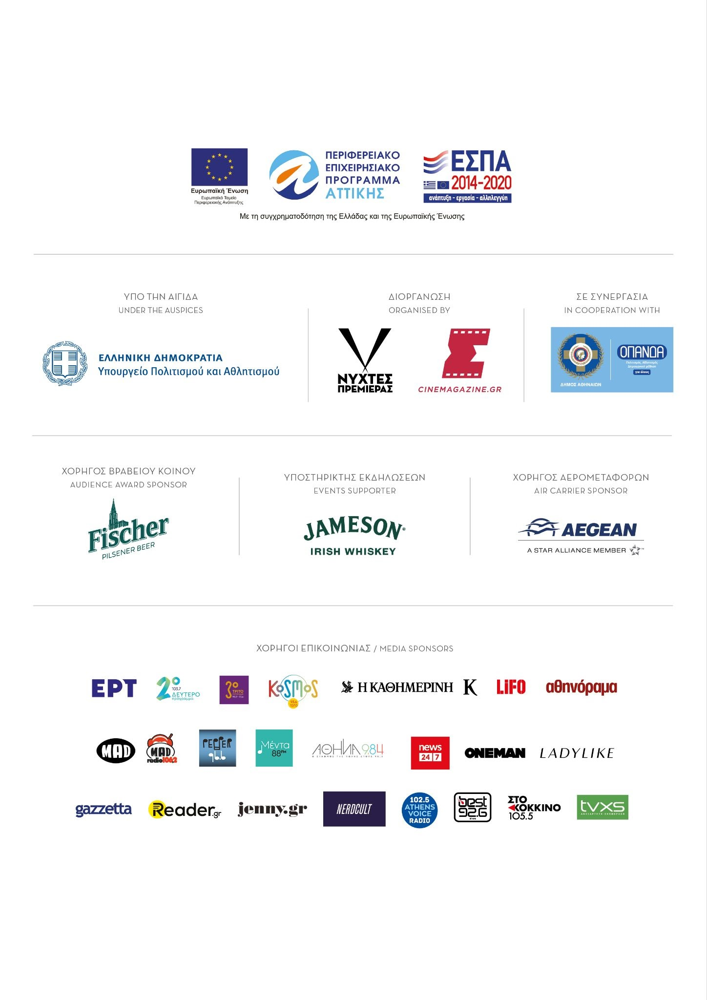 Ευρωπαϊκή Ένωση
Ευρωπαϊκό Ταμείο
Περιφερειακής Ανάπτυξης
ΠΕΡΙΦΕΡΕΙΑΚΟ
ΕΠΙΧΕΙΡΗΣΙΑΚΟ
ΠΡΟΓΡΑΜΜΑ
ΑΤΤΙΚΗΣ
ΕΣΠΑ
2014-2020
ανάπτυξη - εργασία - αλληλεγγύη
Με τη συγχρηματοδότηση της Ελλάδας και της Ευρωπαϊκής Ένωσης
ΥΠΟ ΤΗΝ ΑΙΓΙΔΑ
UNDER THE AUSPICES
ΕΛΛΗΝΙΚΗ ΔΗΜΟΚΡΑΤΙΑ
Υπουργείο Πολιτισμού και Αθλητισμού
ΔΙΟΡΓΑΝΩΣΗ
ORGANISED BY
ΝΥΧΤΕΣ
ΠΡΕΜΙΕΡΑΣ
CINEMAGAZINE.GR
ΣΕ ΣΥΝΕΡΓΑΣΙΑ
IN COOPERATION WITH
ΔΗΜΟΣ ΑΘΗΝΑΙΩΝ
ΟΠΑΝΔΑ
Πολιτισμός, Αθλητισμός
Δημιουργική μάθηση
για όλους
ΧΟΡΗΓΟΣ ΒΡΑΒΕΙΟΥ ΚΟΙΝΟΥ
AUDIENCE AWARD SPONSOR
Fischer
PILSENER BEER
ΥΠΟΣΤΗΡΙΚΤΗΣ ΕΚΔΗΛΩΣΕΩΝ
EVENTS SUPPORTER
JAMESON®
IRISH WHISKEY
ΧΟΡΗΓΟΣ ΑΕΡΟΜΕΤΑΦΟΡΩΝ
AIR CARRIER SPONSOR
AEGEAN
A STAR ALLIANCE MEMBER ™
ΧΟΡΗΓΟΙ ΕΠΙΚΟΙΝΩΝΙΑΣ / MEDIA SPONSORS
ΕΡΤ
2ο
103.7
ΔΕΥΤΕΡΟ
πρόγραμμα
3ο
ΤΡΙΤΟ
KOSMOS
93.6
107.0
Η ΚΑΘΗΜΕΡΙΝΗ
K
LiFO
αθηνόραμα
MAD
MAD
radio106,2
PEPPER
96.6
Μέντα
88FM
ΑΘΗΝΑ 9.84
news
24 7
ONEMAN
LADYLIKE
gazzetta
Reader.gr
jenny.gr
NERDCULT
102.5
ATHENS
VOICE
RADIO
best
92.6
ΣΤΟ
ΚΟΚΚΙΝΟ
105.5
tvxs
ΑΝΕΞΑΡΤΗΤΗ ΕΝΗΜΕΡΩΣΗ